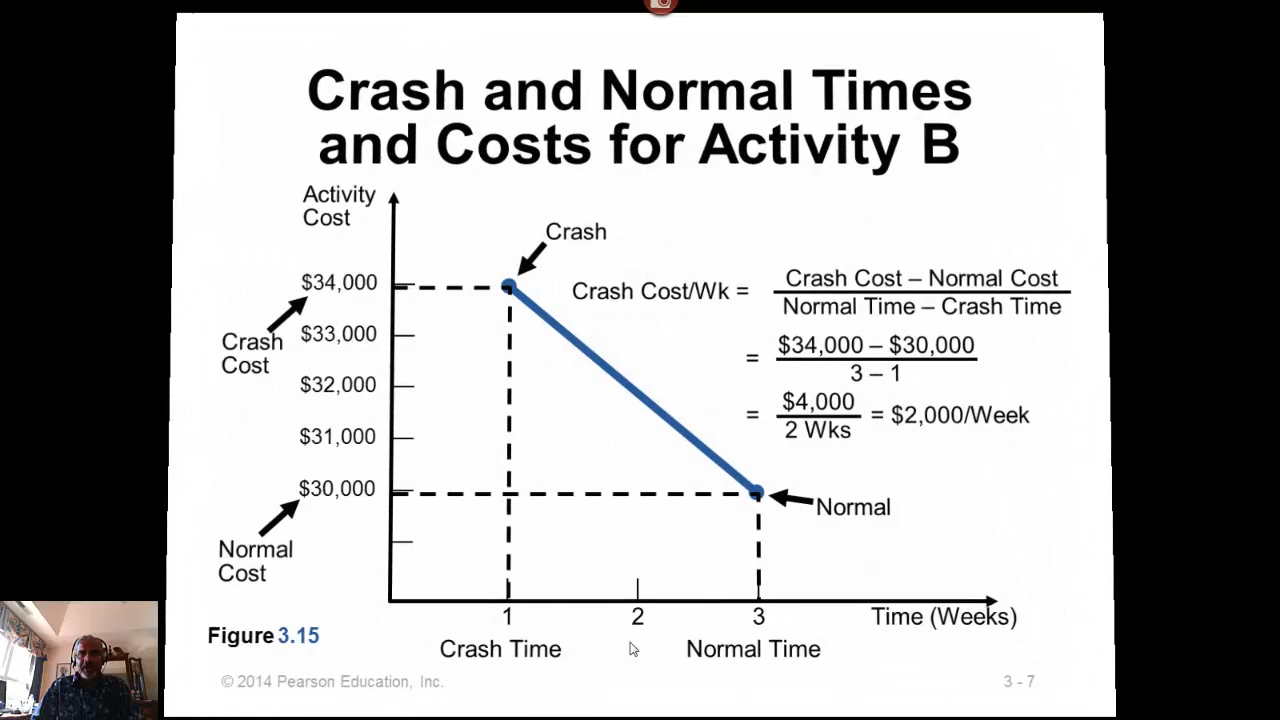 Crash and Normal Times
and Costs for Activity B
Activity
Cost
Crash
$34,000
Crash Cost/Wk = Crash Cost – Normal Cost
Normal Time – Crash Time
Crash
Cost
$33,000
= $34,000 – $30,000
3 – 1
$32,000
= $4,000
2 Wks
= $2,000/Week
$31,000
$30,000
Normal
Normal
Cost
1
2
3
Time (Weeks)
Figure 3.15
Crash Time
Normal Time
© 2014 Pearson Education, Inc.
3 - 7